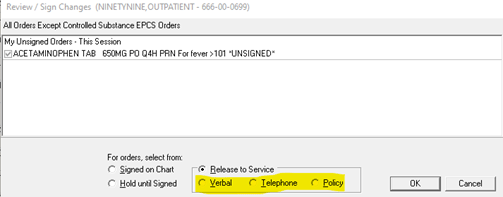 Review / Sign Changes (NINETYNINE,OUTPATIENT - 666-00-0699)
All Orders Except Controlled Substance EPCS Orders
My Unsigned Orders - This Session
ACETAMINOPHEN TAB 650MG PO Q4H PRN For fever >101 *UNSIGNED*
For orders, select from:
Signed on Chart
Release to Service
Hold until Signed
Verbal
Telephone
Policy
OK
Cancel